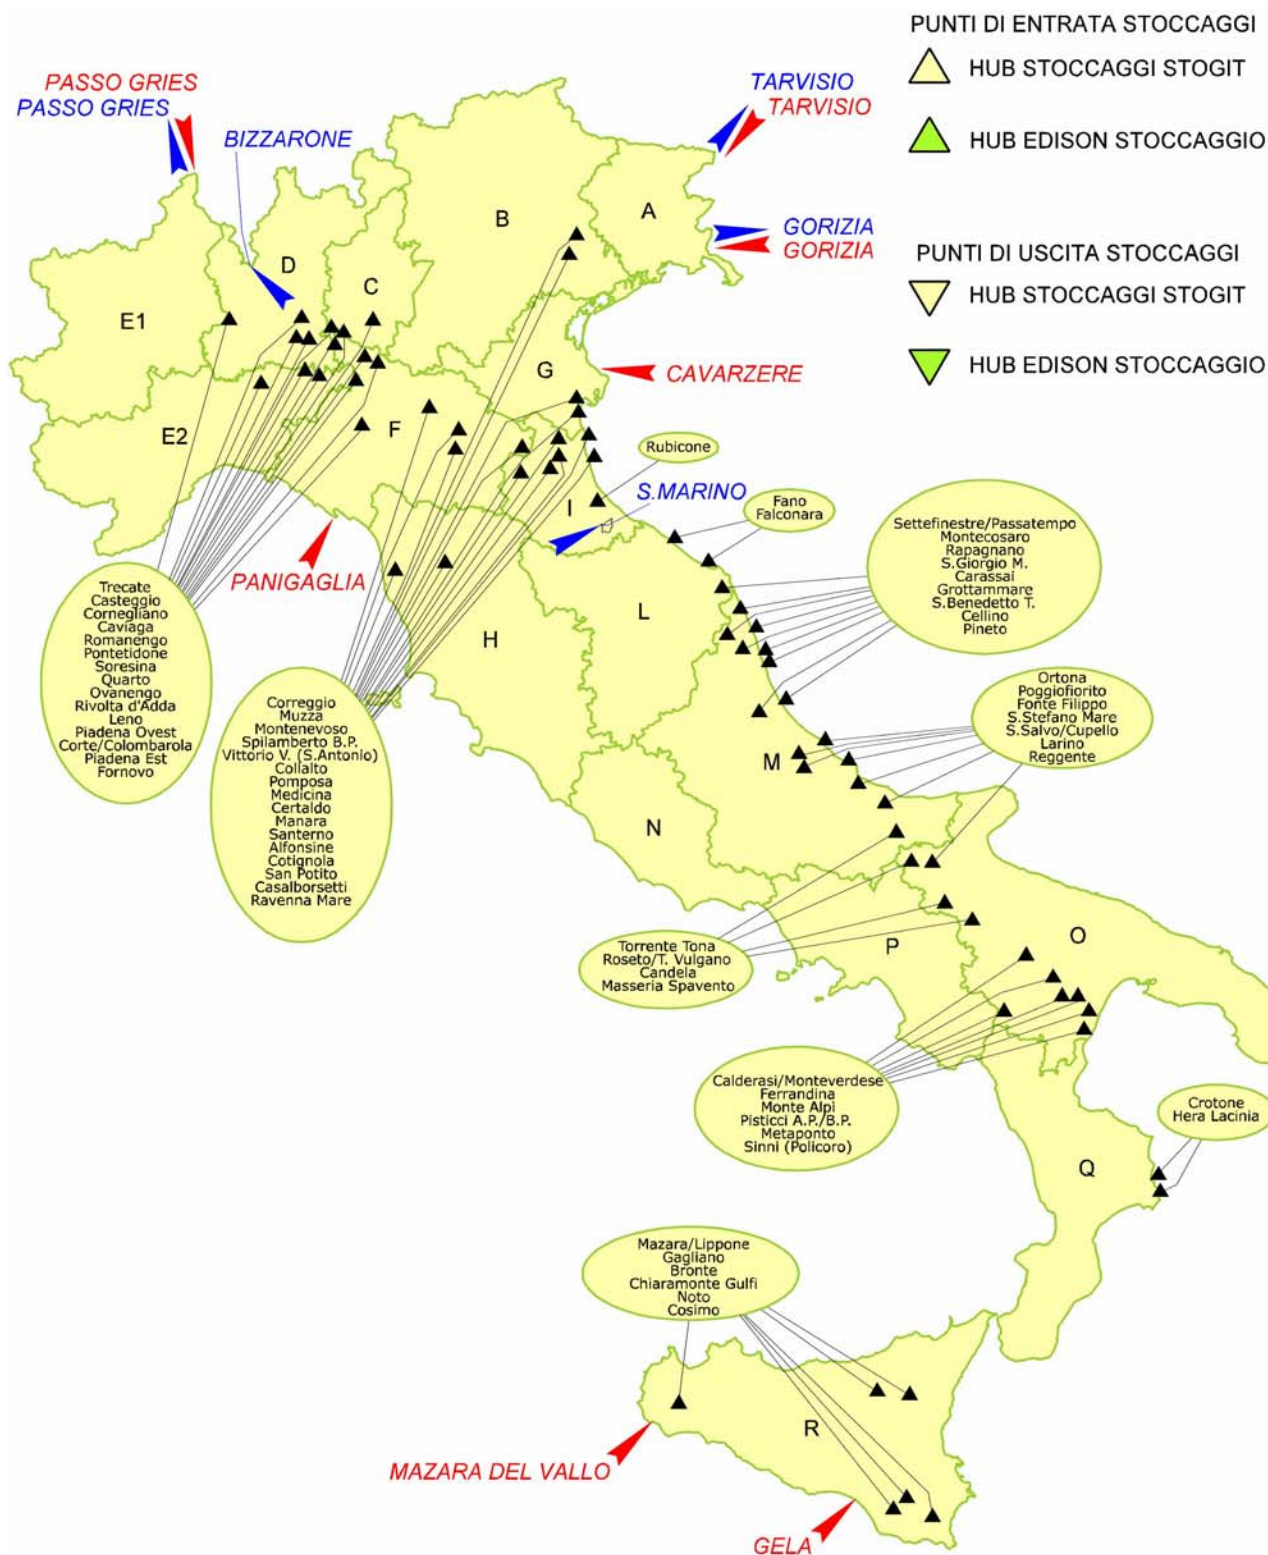 PUNTI DI ENTRATA STOCCAGGI
HUB STOCCAGGI STOGIT
HUB EDISON STOCCAGGIO
PUNTI DI USCITA STOCCAGGI
HUB STOCCAGGI STOGIT
HUB EDISON STOCCAGGIO
PASSO GRIES
PASSO GRIES
BIZZARONE
TARVISIO
TARVISIO
GORIZIA
GORIZIA
A
B
C
D
E1
E2
F
G
CAVARZERE
Rubicone
S.MARINO
I
PANIGAGLIA
H
L
Fano
Falconara
Settefinestre/Passatempo
Montecosaro
Rapagnano
S.Giorgio M.
Carassai
Grottammare
S.Benedetto T.
Cellino
Pineto
Trecate
Casteggio
Cornegliano
Caviaga
Romanengo
Pontetidone
Soresina
Quarto
Ovanengo
Rivolta d'Adda
Leno
Piadena Ovest
Corte/Colombarola
Piadena Est
Fornovo
Correggio
Muzza
Montenevoso
Spilamberto B.P.
Vittorio V. (S.Antonio)
Collalto
Pomposa
Medicina
Certaldo
Manara
Santerno
Alfonsine
Cotignola
San Potito
Casalborsetti
Ravenna Mare
Ortona
Poggiofiorito
Fonte Filippo
S.Stefano Mare
S.Salvo/Cupello
Larino
Reggente
M
N
O
P
Torrente Tona
Roseto/T. Vulgano
Candela
Masseria Spavento
Calderasi/Monteverdese
Ferrandina
Monte Alpi
Pisticci A.P./B.P.
Metaponto
Sinni (Policoro)
Crotone
Hera Lacinia
Q
Mazara/Lippone
Gagliano
Bronte
Chiaramonte Gulfi
Noto
Cosimo
R
MAZARA DEL VALLO
GELA